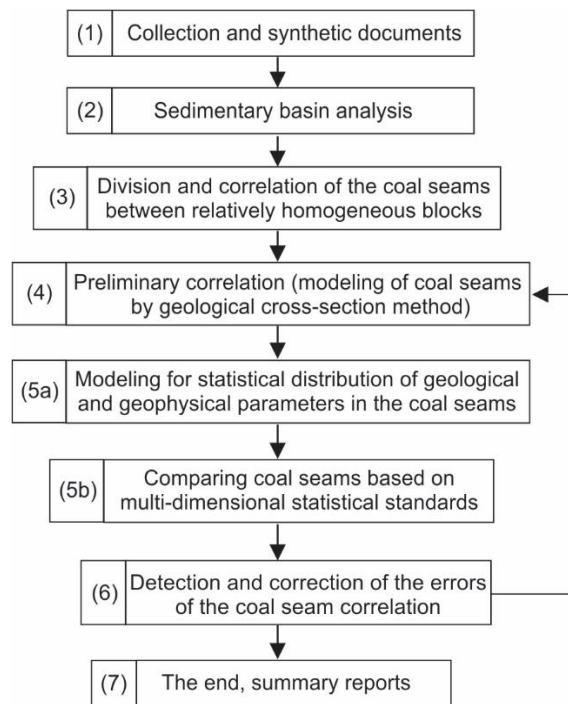 (1) Collection and synthetic documents
(2) Sedimentary basin analysis
(3) Division and correlation of the coal seams
between relatively homogeneous blocks
(4) Preliminary correlation (modeling of coal seams
by geological cross-section method)
(5a) Modeling for statistical distribution of geological
and geophysical parameters in the coal seams
(5b) Comparing coal seams based on
multi-dimensional statistical standards
(6) Detection and correction of the errors
of the coal seam correlation
(7) The end, summary reports